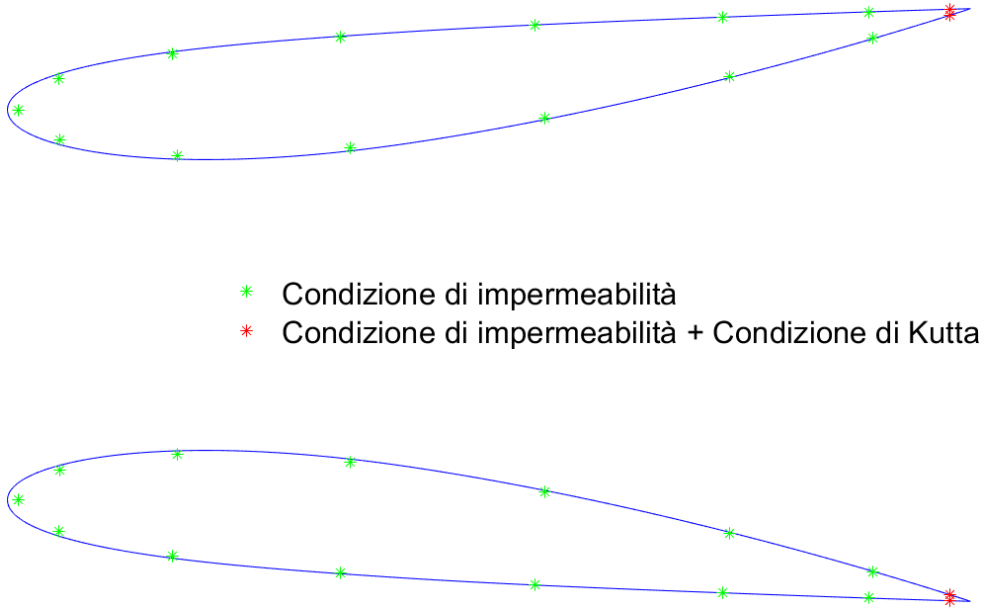 Condizione di impermeabilità
Condizione di impermeabilità + Condizione di Kutta